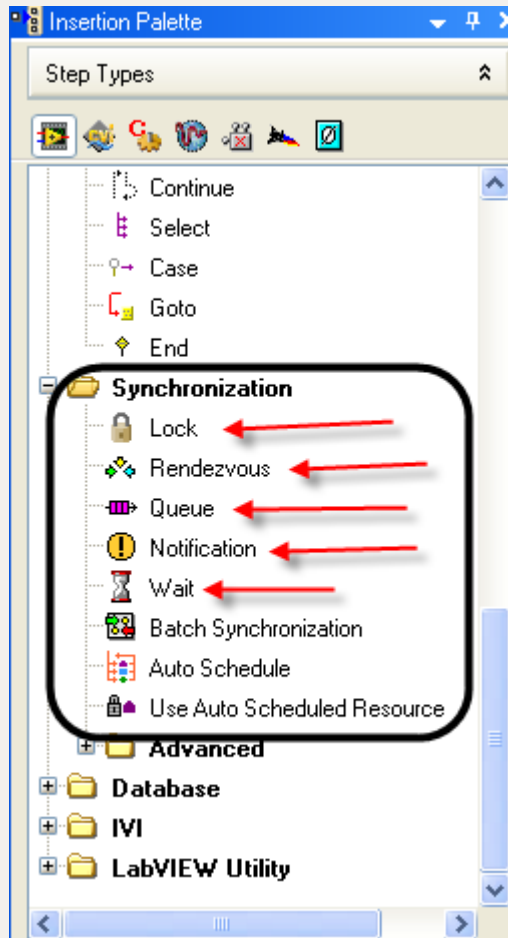 Insertion Palette
Step Types
Continue
Select
Case
Goto
End
Synchronization
Lock
Rendezvous
Queue
Notification
Wait
Batch Synchronization
Auto Schedule
Use Auto Scheduled Resource
Advanced
Database
IVI
LabVIEW Utility